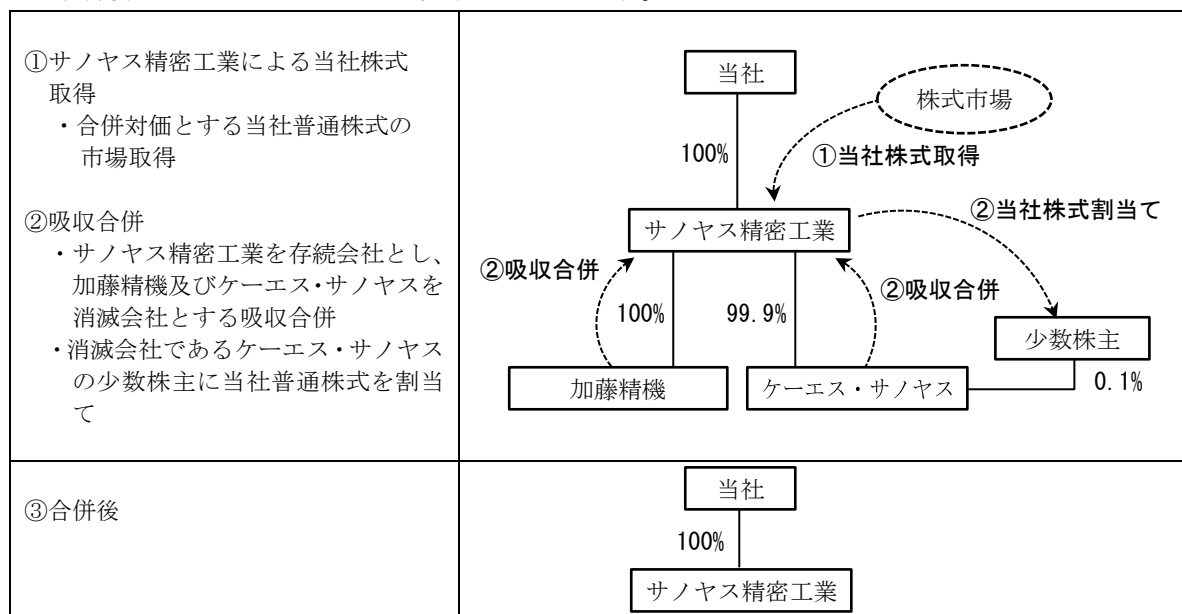 ①サノヤス精密工業による当社株式
取得
・合併対価とする当社普通株式の
市場取得
②吸収合併
・サノヤス精密工業を存続会社とし、
加藤精機及びケーエス・サノヤスを
消滅会社とする吸収合併
・消滅会社であるケーエス・サノヤス
の少数株主に当社普通株式を割当
て
当社
株式市場
100%
①当社株式取得
②当社株式割当て
サノヤス精密工業
②吸収合併
②吸収合併
100%
99.9%
少数株主
加藤精機
ケーエス・サノヤス
0.1%
③合併後
当社
100%
サノヤス精密工業